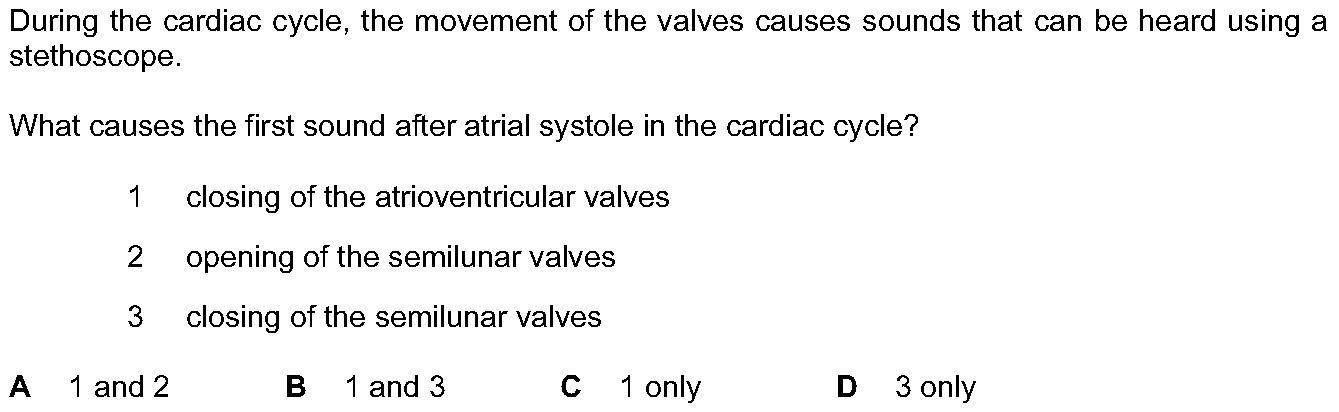 During the cardiac cycle, the movement of the valves causes sounds that can be heard using a
stethoscope.
What causes the first sound after atrial systole in the cardiac cycle?
1 closing of the atrioventricular valves
2 opening of the semilunar valves
3 closing of the semilunar valves
A 1 and 2 B 1 and 3 C 1 only D 3 only